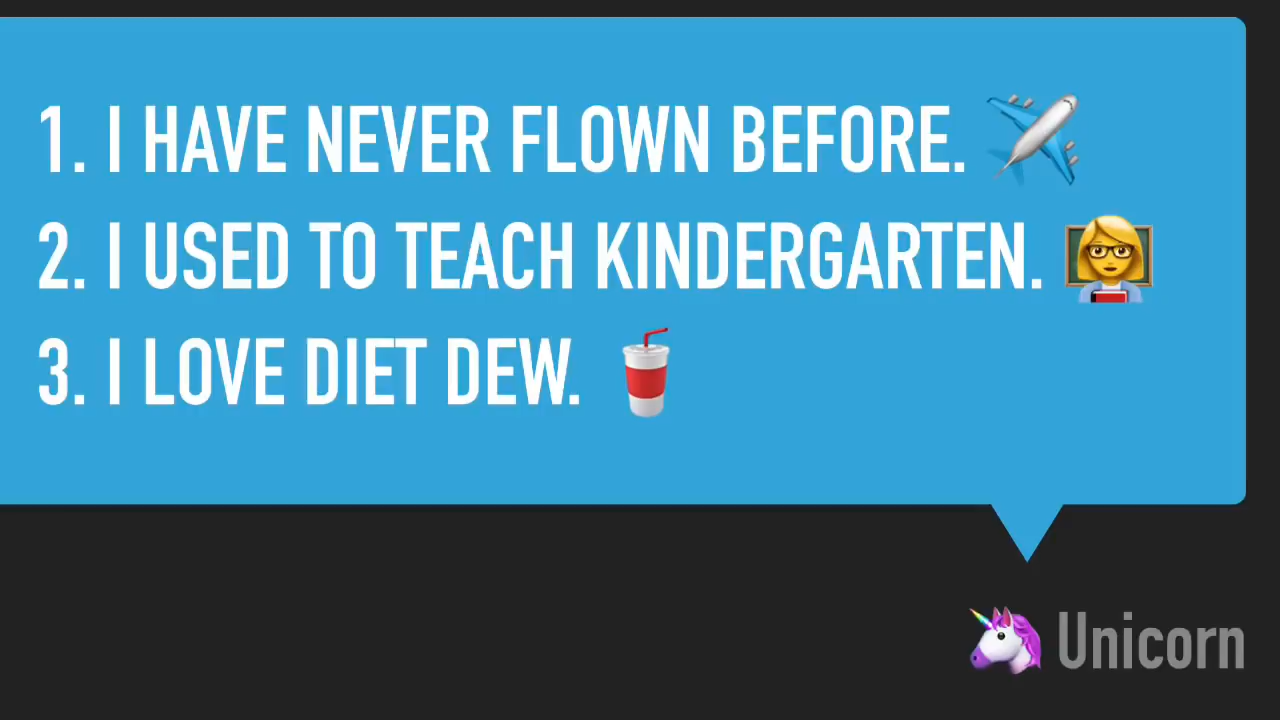 1. I HAVE NEVER FLOWN BEFORE. ✈️
2. I USED TO TEACH KINDERGARTEN. 👩‍🏫
3. I LOVE DIET DEW. 🥤
🦄 Unicorn